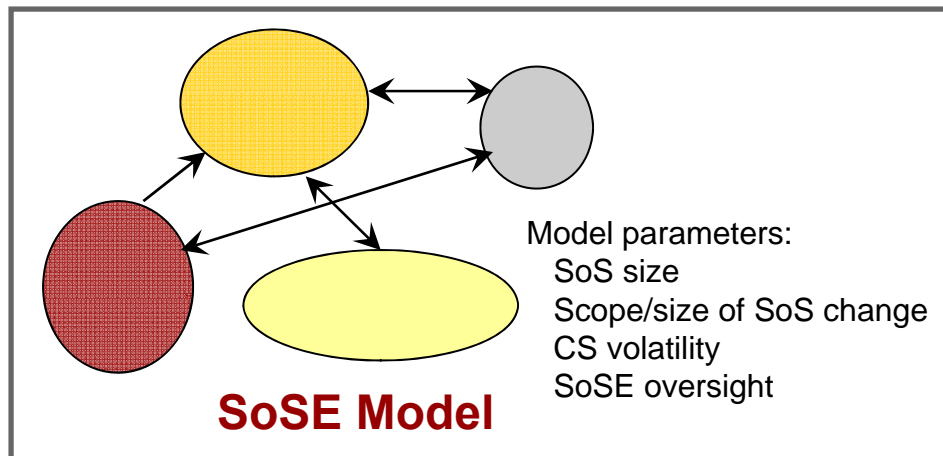 Model parameters:
SoS size
Scope/size of SoS change
CS volatility
SoSE oversight
SoSE Model